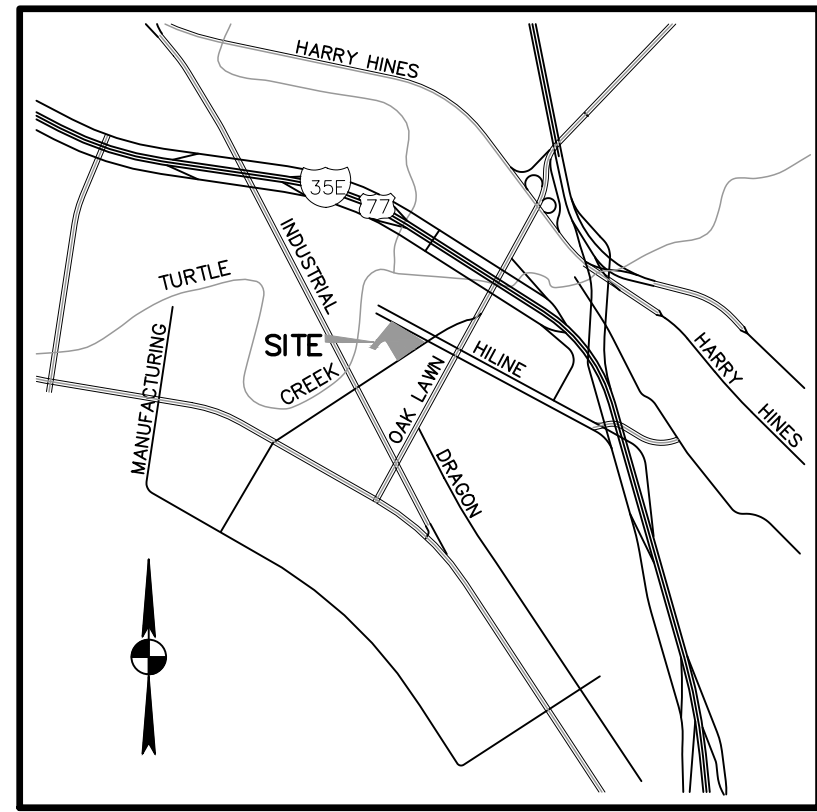 HARRY HINES
35E
77
INDUSTRIAL
TURTLE
SITE
MANUFACTURING
HILINE
CREEK
OAK LAWN
HARRY HINES
DRAGON